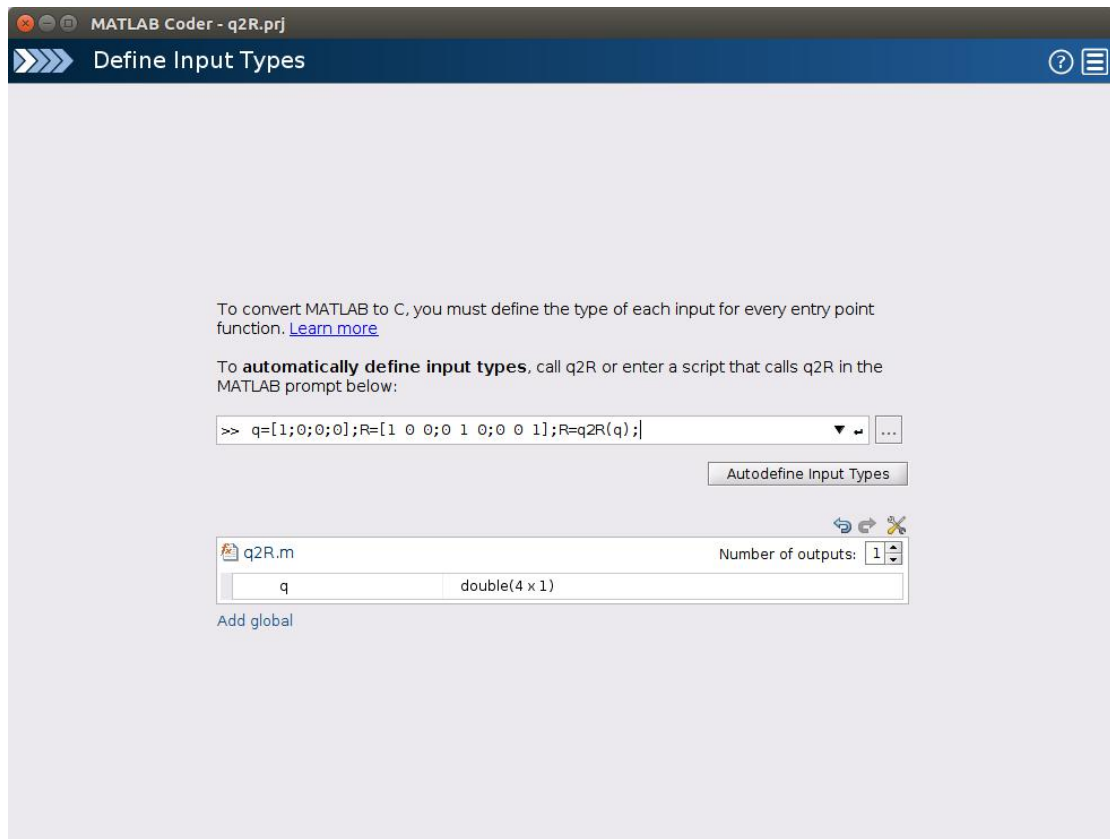 MATLAB Coder - q2R.prj
Define Input Types
To convert MATLAB to C, you must define the type of each input for every entry point
function. Learn more
To automatically define input types, call q2R or enter a script that calls q2R in the
MATLAB prompt below:
>> q=[1;0;0;0];R=[1 0 0;0 1 0;0 0 1];R=q2R(q);
...
Autodefine Input Types
q2R.m Number of outputs: 1
q double(4 x 1)
Add global